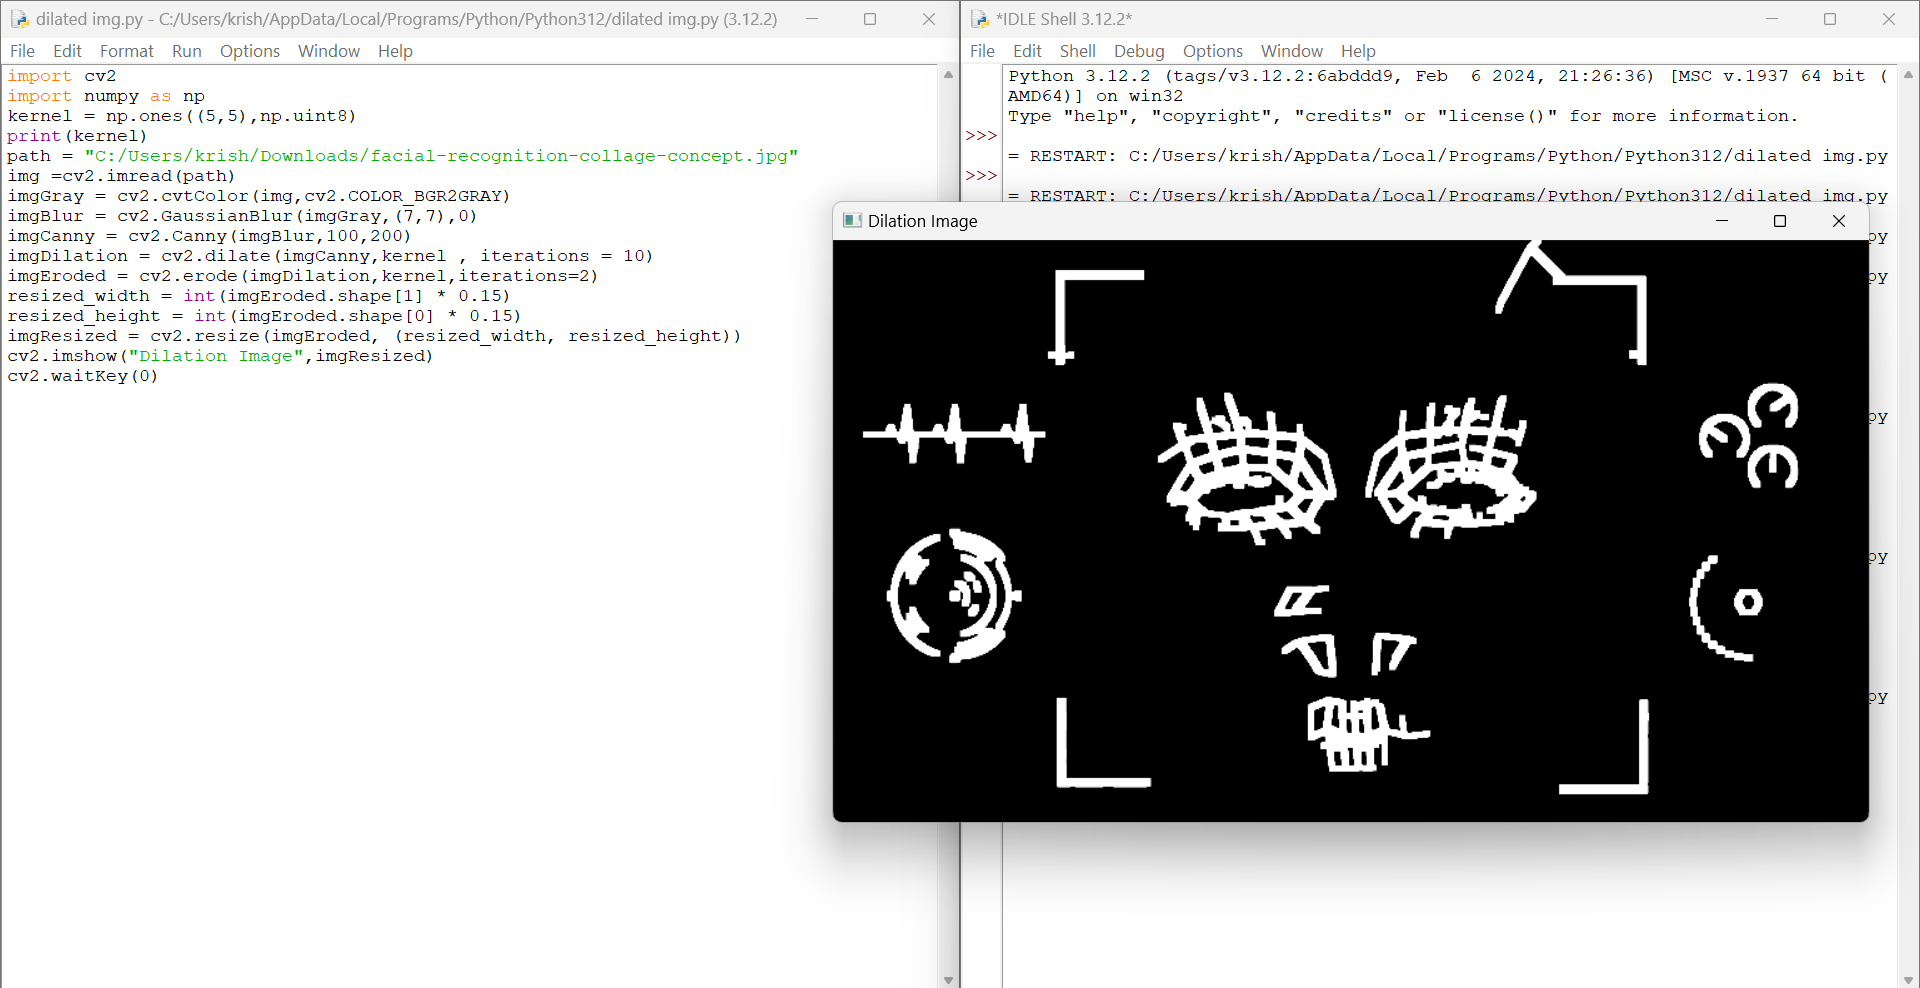 dilated img.py - C:/Users/krish/AppData/Local/Programs/Python/Python312/dilated img.py (3.12.2)
File Edit Format Run Options Window Help
import cv2
import numpy as np
kernel = np.ones((5,5),np.uint8)
print(kernel)
path = "C:/Users/krish/Downloads/facial-recognition-collage-concept.jpg"
img =cv2.imread(path)
imgGray = cv2.cvtColor(img,cv2.COLOR_BGR2GRAY)
imgBlur = cv2.GaussianBlur(imgGray,(7,7),0)
imgCanny = cv2.Canny(imgBlur,100,200)
imgDilation = cv2.dilate(imgCanny,kernel , iterations = 10)
imgEroded = cv2.erode(imgDilation,kernel,iterations=2)
resized_width = int(imgEroded.shape[1] * 0.15)
resized_height = int(imgEroded.shape[0] * 0.15)
imgResized = cv2.resize(imgEroded, (resized_width, resized_height))
cv2.imshow("Dilation Image",imgResized)
cv2.waitKey(0)
*IDLE Shell 3.12.2*
File Edit Shell Debug Options Window Help
Python 3.12.2 (tags/v3.12.2:6abddd9, Feb  6 2024, 21:26:36) [MSC v.1937 64 bit (
AMD64)] on win32
Type "help", "copyright", "credits" or "license()" for more information.
>>>
= RESTART: C:/Users/krish/AppData/Local/Programs/Python/Python312/dilated img.py
>>>
= RESTART: C:/Users/krish/AppData/Local/Programs/Python/Python312/dilated img.py
Dilation Image
py
py
py
py
py